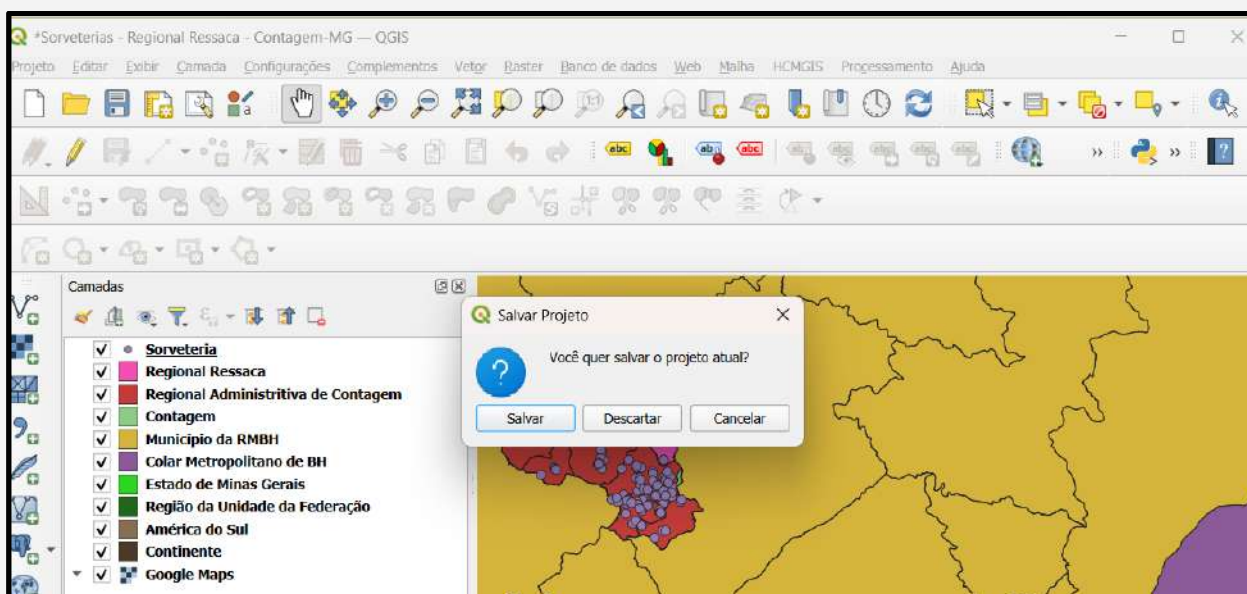 *Sorveterias - Regional Ressaca - Contagem-MG — QGIS
Projeto Editar Exibir Camada Configurações Complementos Vetor Raster Banco de dados Web Malha HCMGIS Processamento Ajuda
Camadas
Sorveteria
Regional Ressaca
Regional Administritiva de Contagem
Contagem
Município da RMBH
Colar Metropolitano de BH
Estado de Minas Gerais
Região da Unidade da Federação
América do Sul
Continente
Google Maps
Salvar Projeto
Você quer salvar o projeto atual?
Salvar Descartar Cancelar